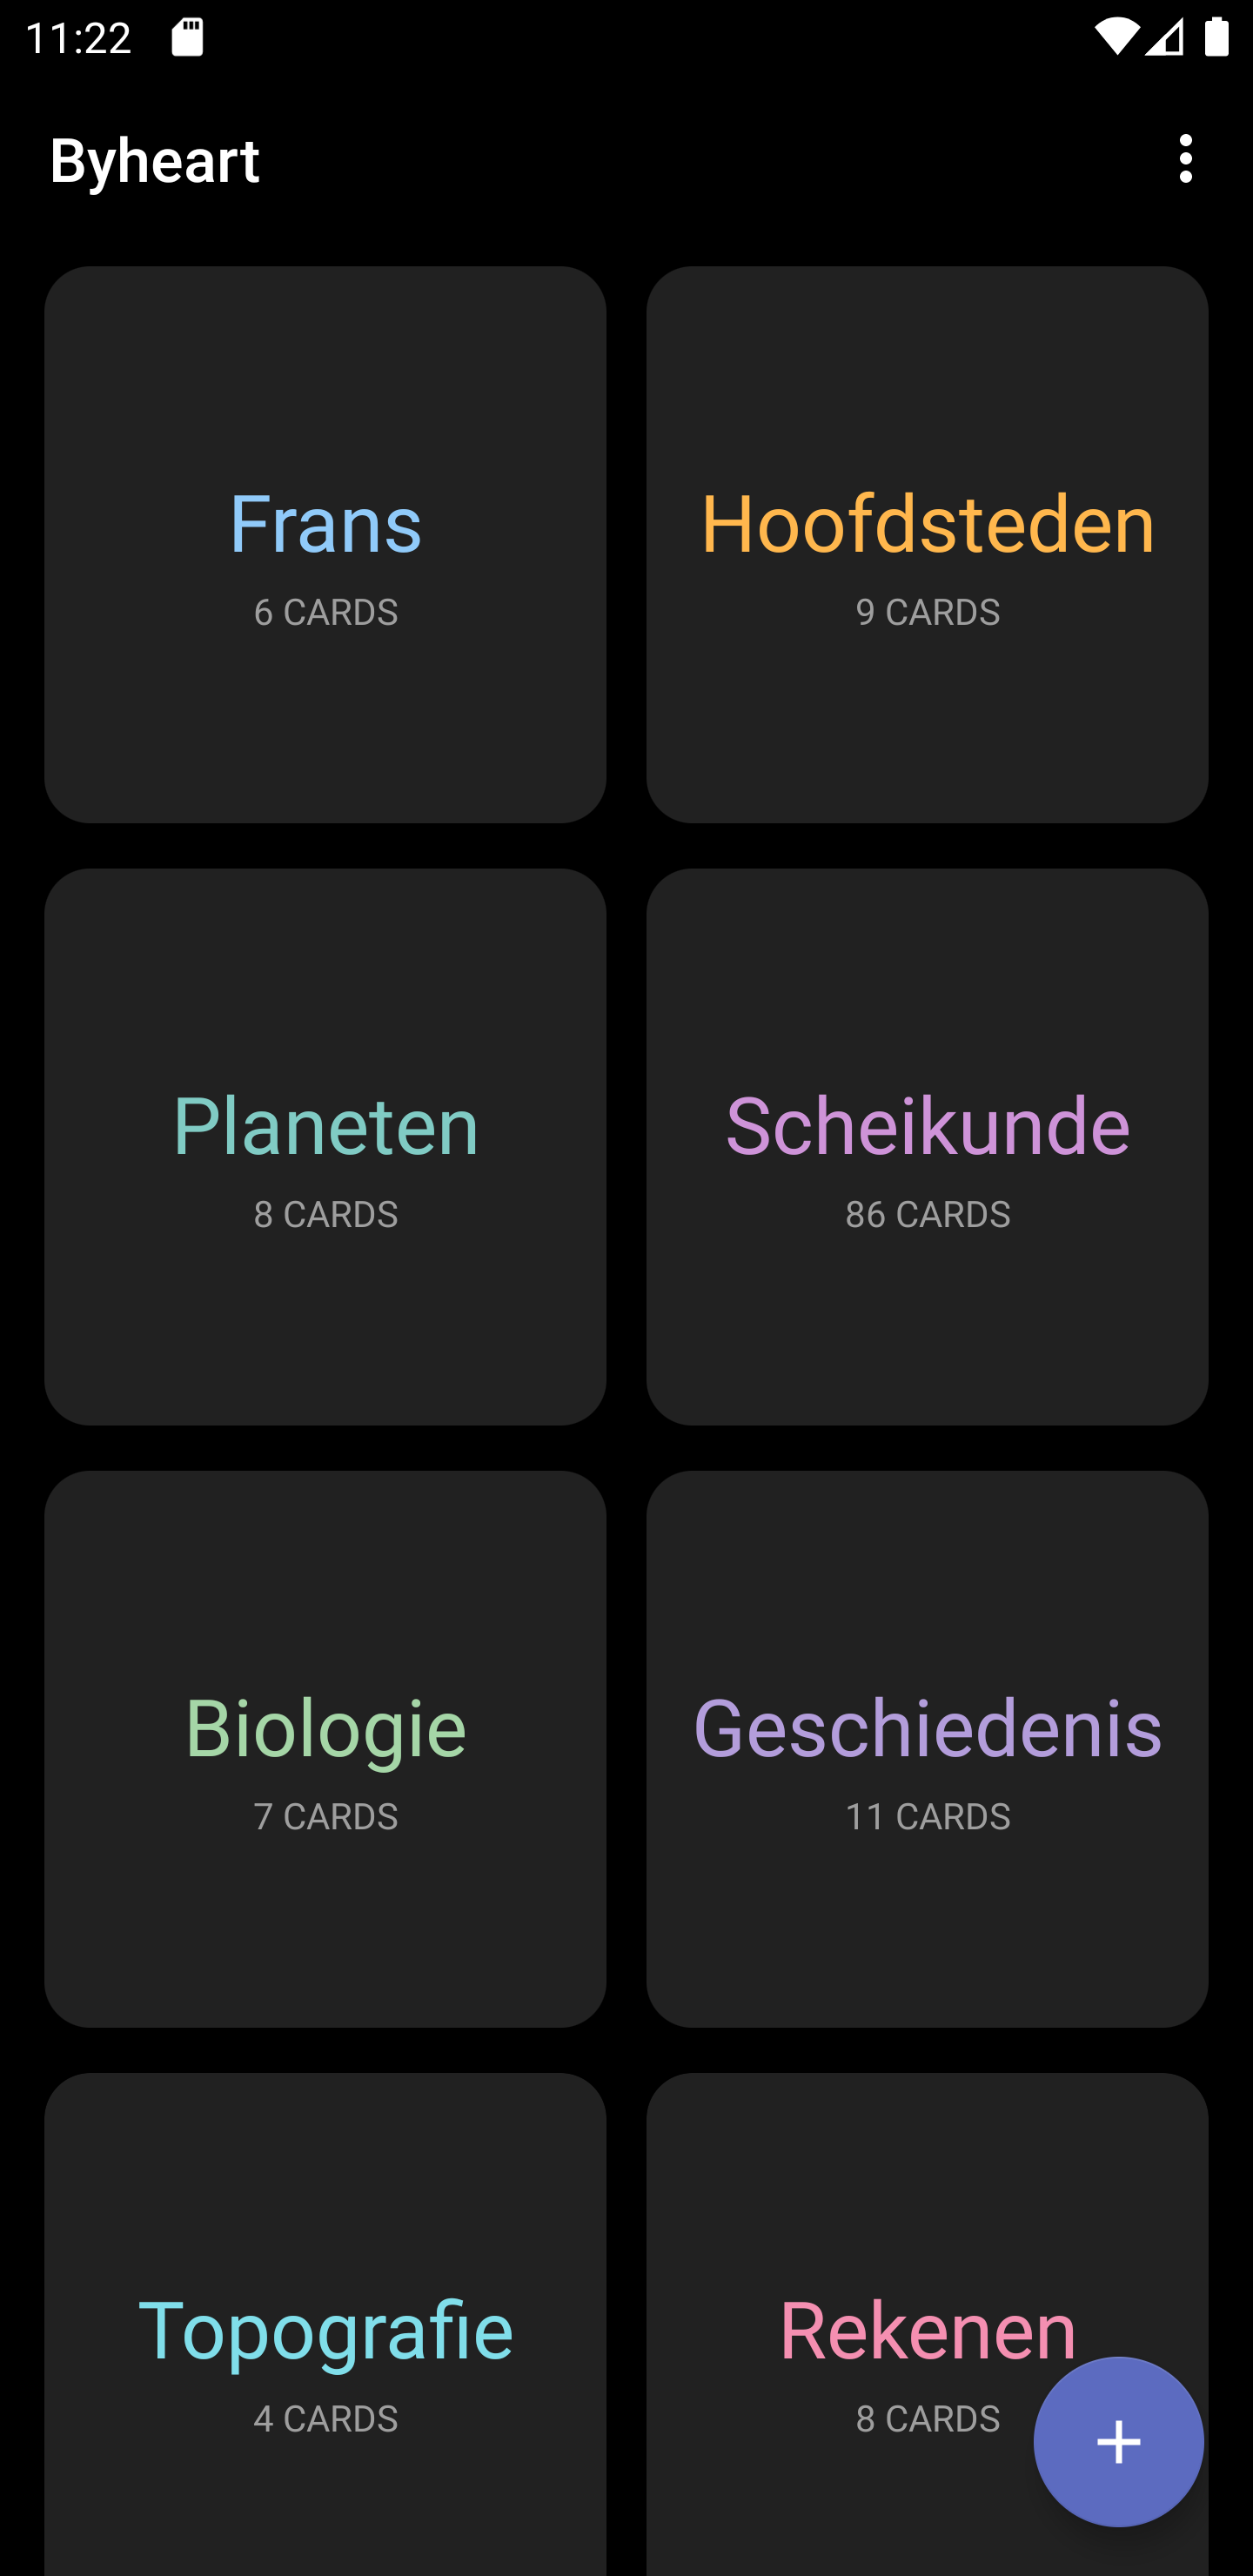 11:22
Byheart
Frans
6 CARDS
Hoofdsteden
9 CARDS
Planeten
8 CARDS
Scheikunde
86 CARDS
Biologie
7 CARDS
Geschiedenis
11 CARDS
Topografie
4 CARDS
Rekenen
8 CARDS